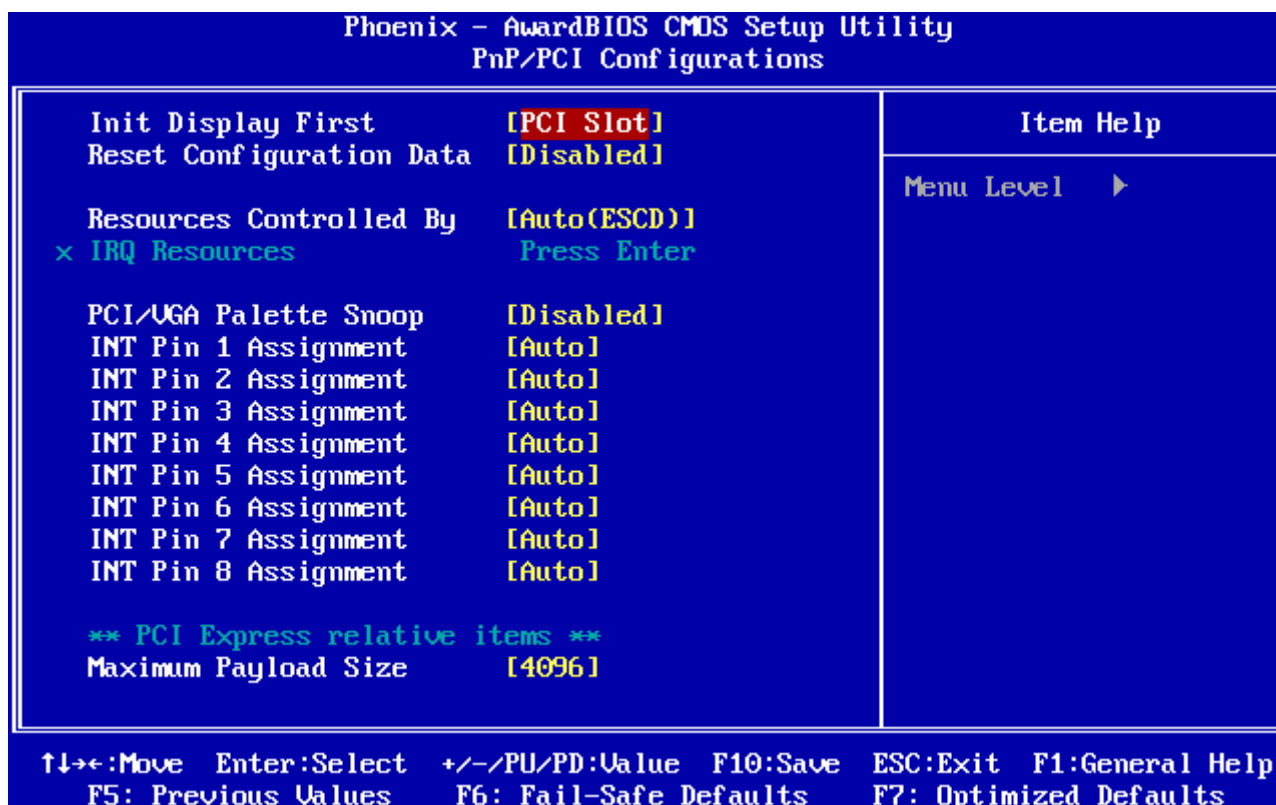 Phoenix - AwardBIOS CMOS Setup Utility
PnP/PCI Configurations
Init Display First [PCI Slot]
Reset Configuration Data [Disabled]
Resources Controlled By [Auto(ESCD)]
x IRQ Resources Press Enter
PCI/VGA Palette Snoop [Disabled]
INT Pin 1 Assignment [Auto]
INT Pin 2 Assignment [Auto]
INT Pin 3 Assignment [Auto]
INT Pin 4 Assignment [Auto]
INT Pin 5 Assignment [Auto]
INT Pin 6 Assignment [Auto]
INT Pin 7 Assignment [Auto]
INT Pin 8 Assignment [Auto]
** PCI Express relative items **
Maximum Payload Size [4096]
Item Help
Menu Level ►
↑↓→←:Move Enter:Select +/-/PU/PD:Value F10:Save ESC:Exit F1:General Help
F5: Previous Values F6: Fail-Safe Defaults F7: Optimized Defaults